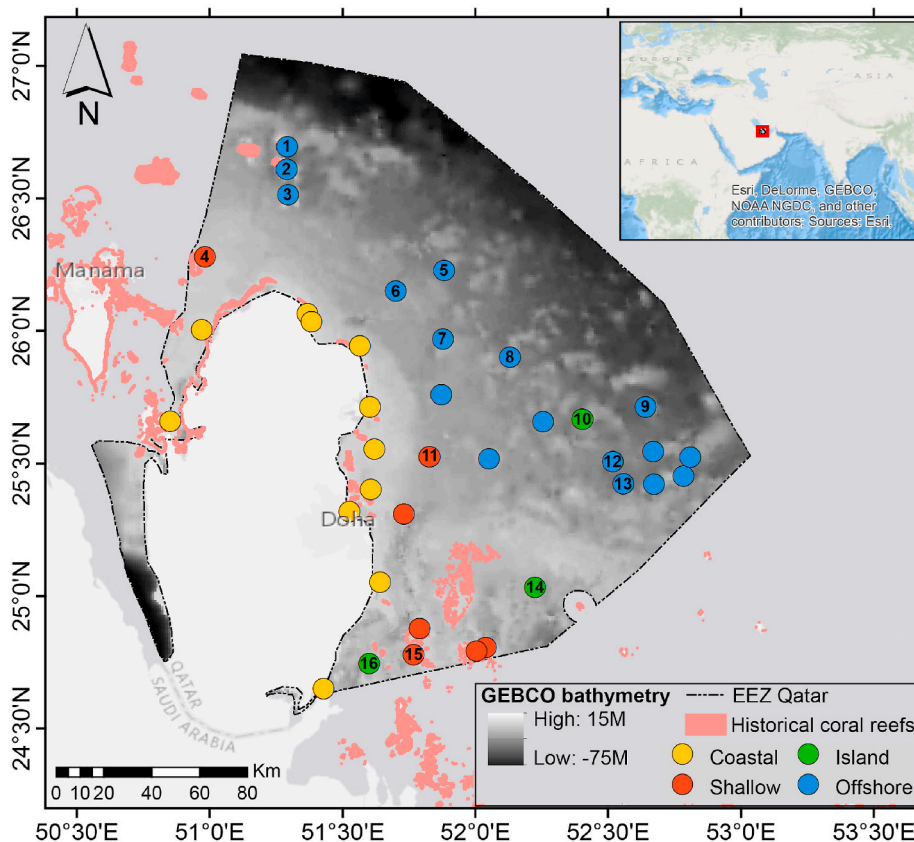 27°0'N
26°30'N
26°0'N
25°30'N
25°0'N
24°30'N
N
EUROPE
ASIA
AFRICA
Esri, DeLorme, GEBCO,
NOAA NGDC, and other
contributors; Sources: Esri,
1
2
3
4
Manama
5
6
7
8
9
10
11
12
13
Doha
14
15
16
QATAR
SAUDI ARABIA
Km
0 10 20 40 60 80
GEBCO bathymetry
High: 15M
Low: -75M
EEZ Qatar
Historical coral reefs
Coastal
Island
Shallow
Offshore
50°30'E 51°0'E 51°30'E 52°0'E 52°30'E 53°0'E 53°30'E